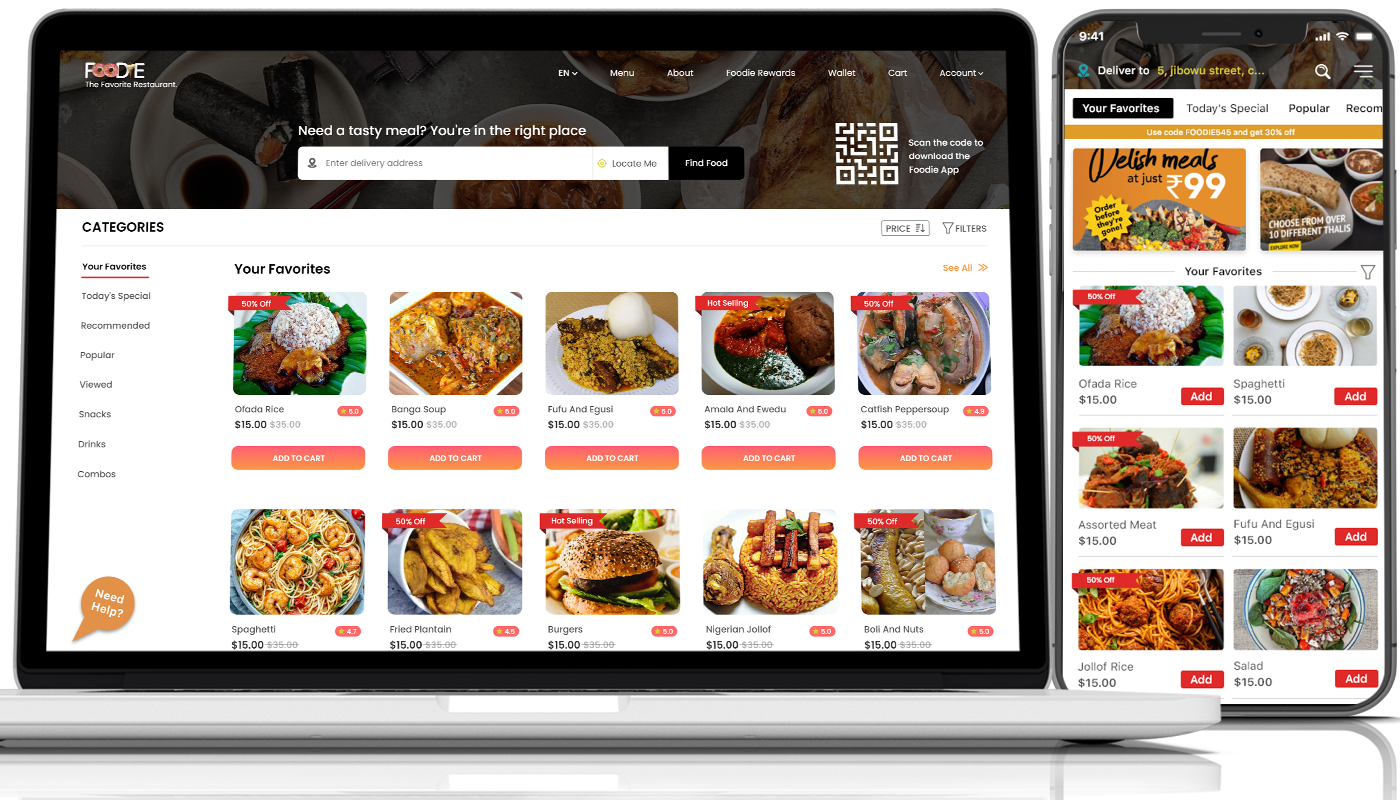 FOODIE
The Favorite Restaurant.
EN
Menu
About
Foodie Rewards
Wallet
Cart
Account
Need a tasty meal? You're in the right place
Enter delivery address
Locate Me
Find Food
Scan the code to
download the
Foodie App
CATEGORIES
PRICE
FILTERS
Your Favorites
Today's Special
Recommended
Popular
Viewed
Snacks
Drinks
Combos
Need
Help?
Your Favorites
See All
50% Off
Hot Selling
50% Off
Ofada Rice
5.0
$15.00 $35.00
ADD TO CART
Banga Soup
5.0
$15.00 $35.00
ADD TO CART
Fufu And Egusi
5.0
$15.00 $35.00
ADD TO CART
Amala And Ewedu
5.0
$15.00 $35.00
ADD TO CART
Catfish Peppersoup
4.9
$15.00 $35.00
ADD TO CART
50% Off
Hot Selling
50% Off
Spaghetti
4.7
$15.00 $35.00
Fried Plantain
4.5
$15.00 $35.00
Burgers
5.0
$15.00 $35.00
Nigerian Jollof
5.0
$15.00 $35.00
Boli And Nuts
5.0
$15.00 $35.00
9:41
Deliver to 5, jibowu street, c...
Your Favorites
Today's Special
Popular
Recom
Use code FOODIE545 and get 30% off
Delish meals
at just ₹99
Order
before
they're
gone!
CHOOSE FROM OVER
10 DIFFERENT THALIS
EXPLORE NOW!
Your Favorites
50% Off
Ofada Rice
$15.00
Add
Spaghetti
$15.00
Add
50% Off
Assorted Meat
$15.00
Add
Fufu And Egusi
$15.00
Add
50% Off
Jollof Rice
$15.00
Add
Salad
$15.00
Add